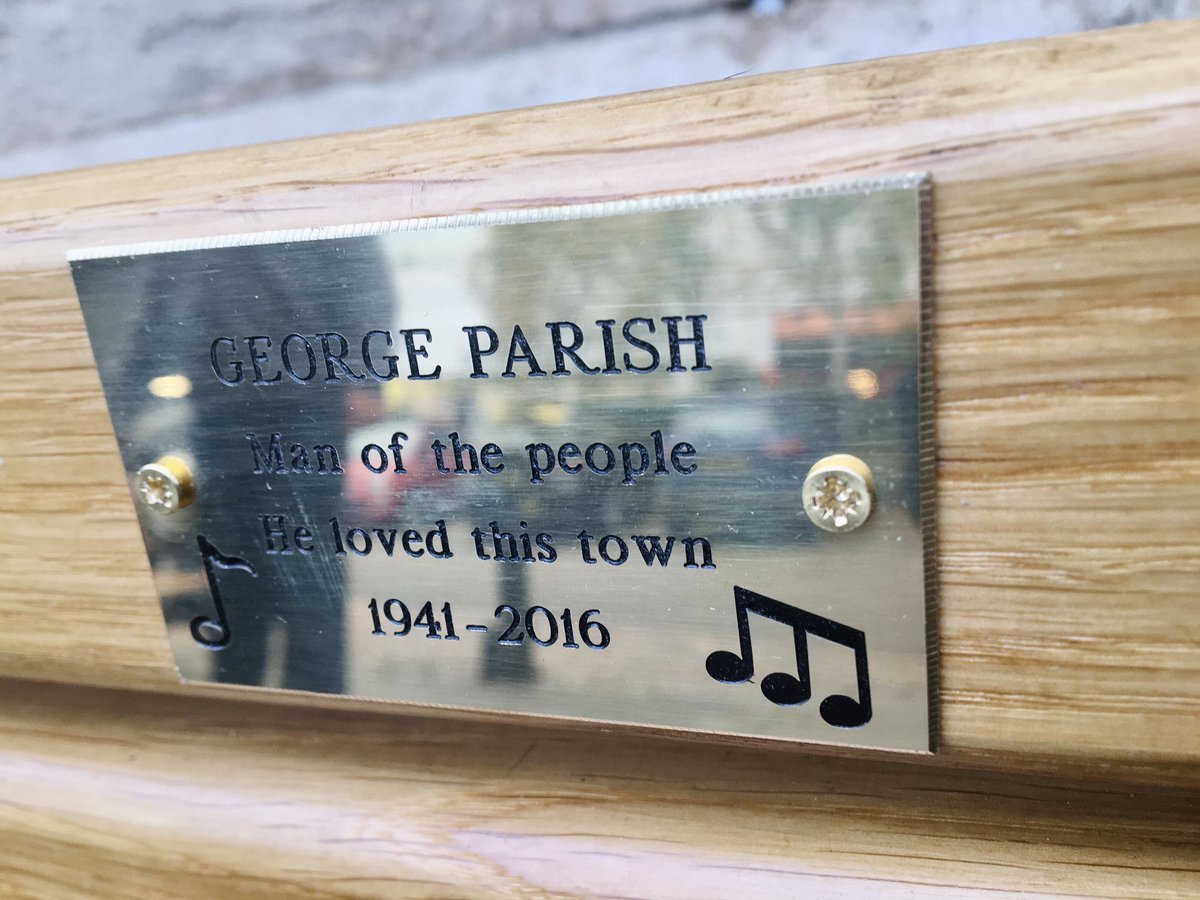 GEORGE PARISH
Man of the people
He loved this town
1941-2016